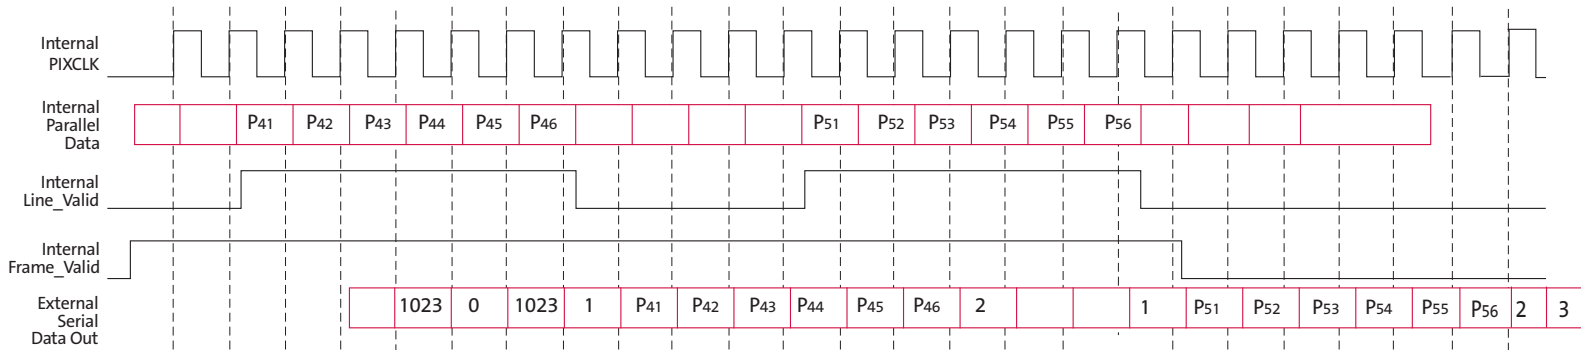 Internal
PIXCLK
Internal
Parallel
Data
P41 P42 P43 P44 P45 P46 P51 P52 P53 P54 P55 P56
Internal
Line_Valid
Internal
Frame_Valid
External
Serial
Data Out
1023 0 1023 1 P41 P42 P43 P44 P45 P46 2 1 P51 P52 P53 P54 P55 P56 2 3